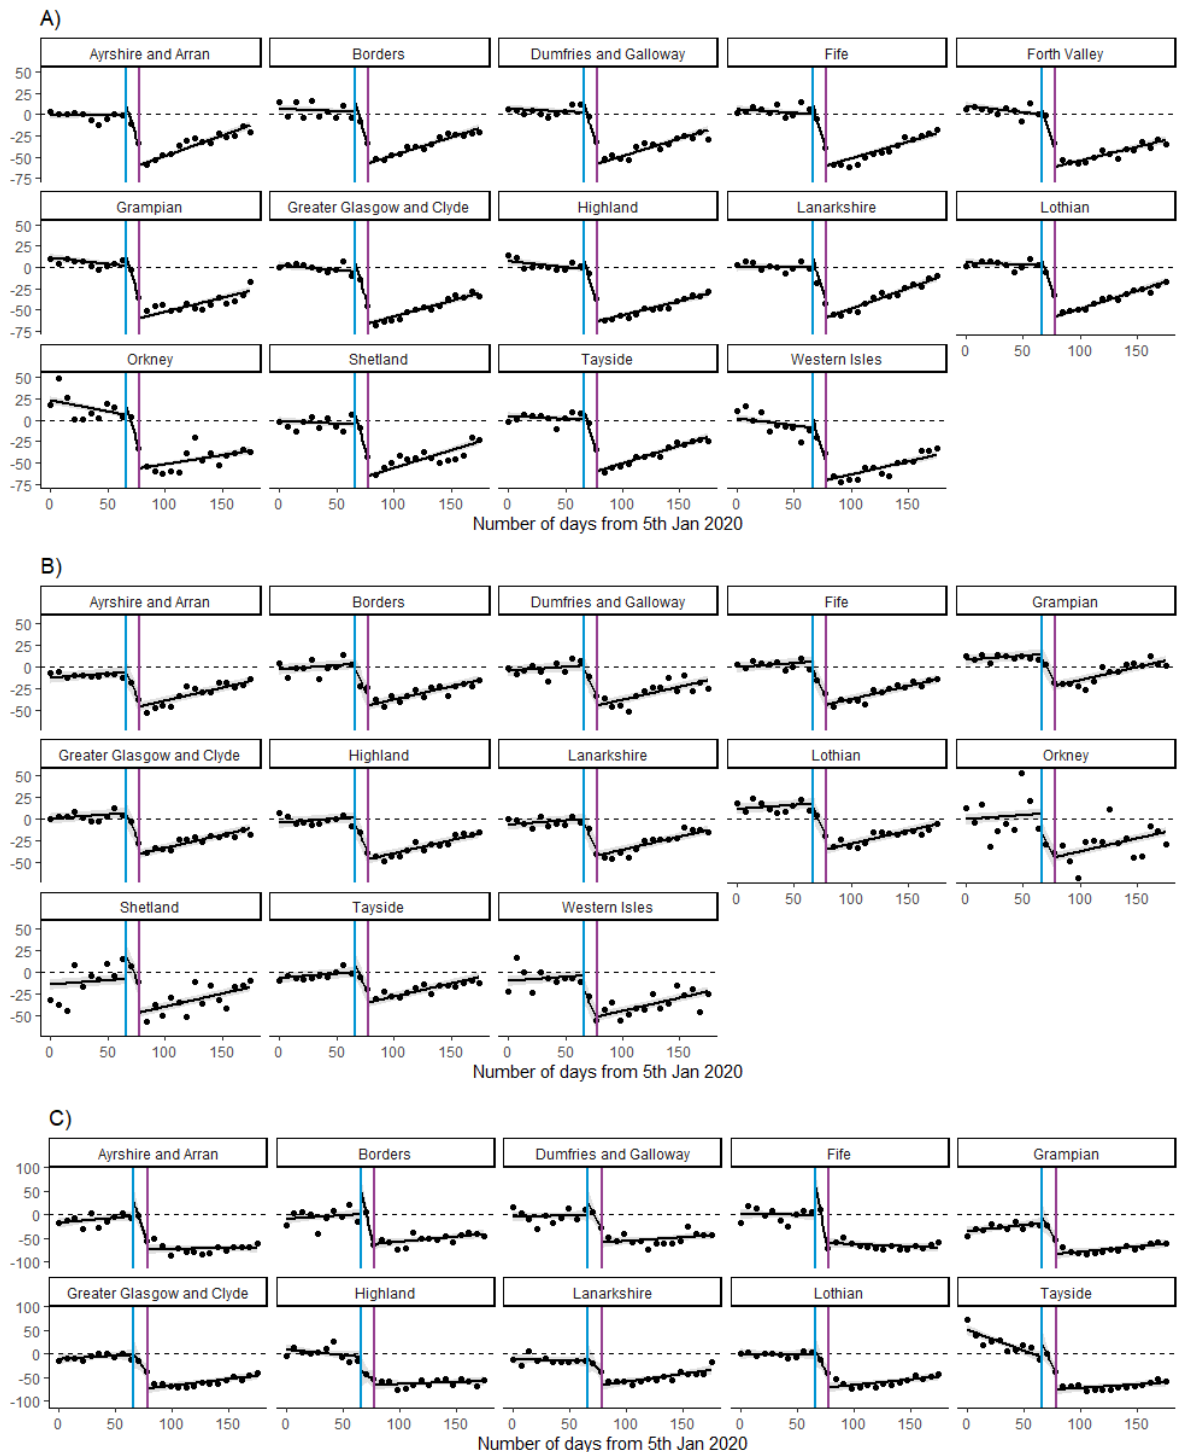 A)
Ayrshire and Arran Borders Dumfries and Galloway Fife Forth Valley
50
25
0
-25
-50
-75
Grampian Greater Glasgow and Clyde Highland Lanarkshire Lothian
50
25
0
-25
-50
-75
0 50 100 150
Orkney Shetland Tayside Western Isles
50
25
0
-25
-50
-75
0 50 100 150 0 50 100 150 0 50 100 150 0 50 100 150
Number of days from 5th Jan 2020
B)
Ayrshire and Arran Borders Dumfries and Galloway Fife Grampian
50
25
0
-25
-50
Greater Glasgow and Clyde Highland Lanarkshire Lothian Orkney
50
25
0
-25
-50
0 50 100 150 0 50 100 150
Shetland Tayside Western Isles
50
25
0
-25
-50
0 50 100 150 0 50 100 150 0 50 100 150
Number of days from 5th Jan 2020
C)
Ayrshire and Arran Borders Dumfries and Galloway Fife Grampian
100
50
0
-50
-100
Greater Glasgow and Clyde Highland Lanarkshire Lothian Tayside
100
50
0
-50
-100
0 50 100 150 0 50 100 150 0 50 100 150 0 50 100 150 0 50 100 150
Number of days from 5th Jan 2020